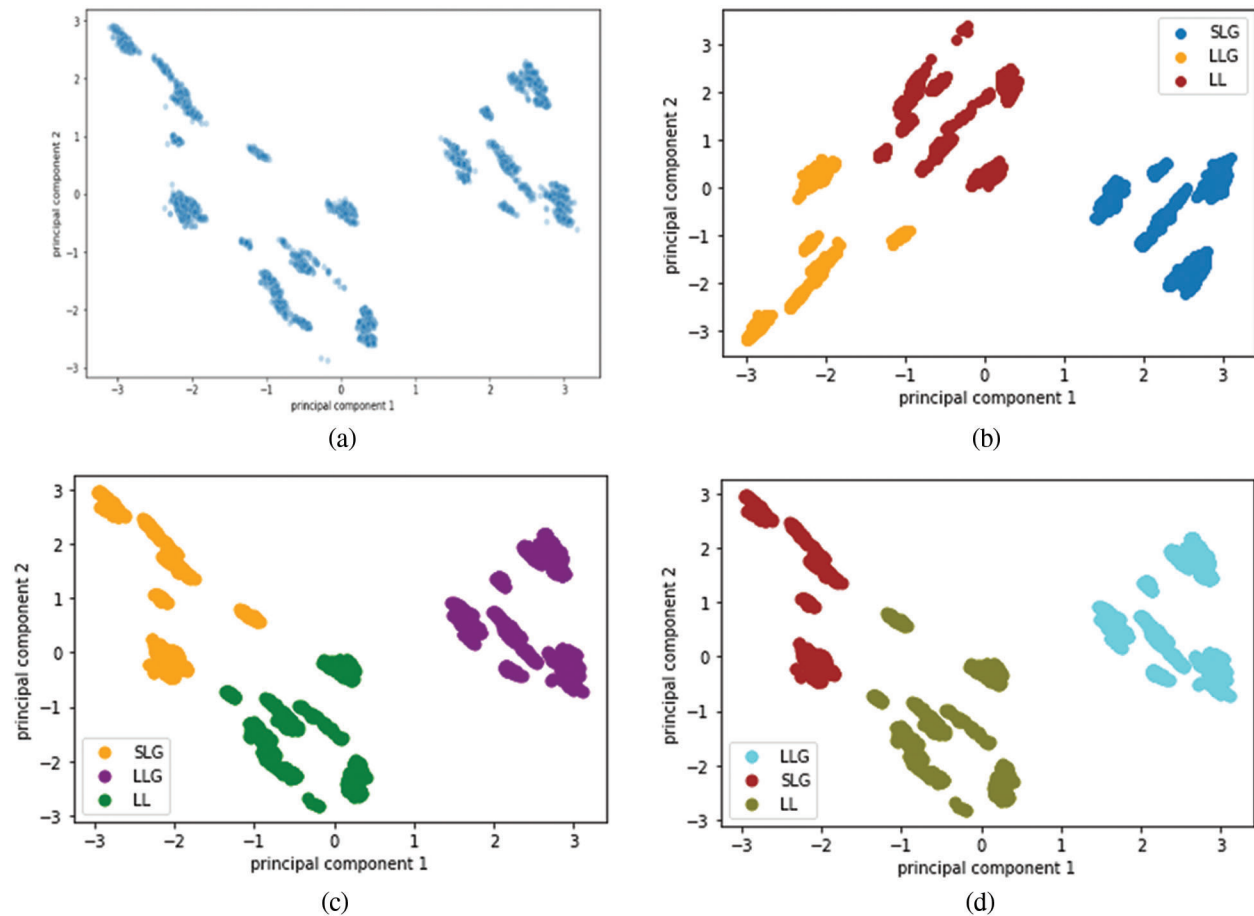 3
2
1
0
−1
−2
−3
principal component 2
−3 −2 −1 0 1 2 3
principal component 1
(a)
SLG
LLG
LL
3
2
1
0
−1
−2
−3
principal component 2
−3 −2 −1 0 1 2 3
principal component 1
(b)
3
2
1
0
−1
−2
−3
principal component 2
SLG
LLG
LL
−3 −2 −1 0 1 2 3
principal component 1
(c)
3
2
1
0
−1
−2
−3
principal component 2
LLG
SLG
LL
−3 −2 −1 0 1 2 3
principal component 1
(d)